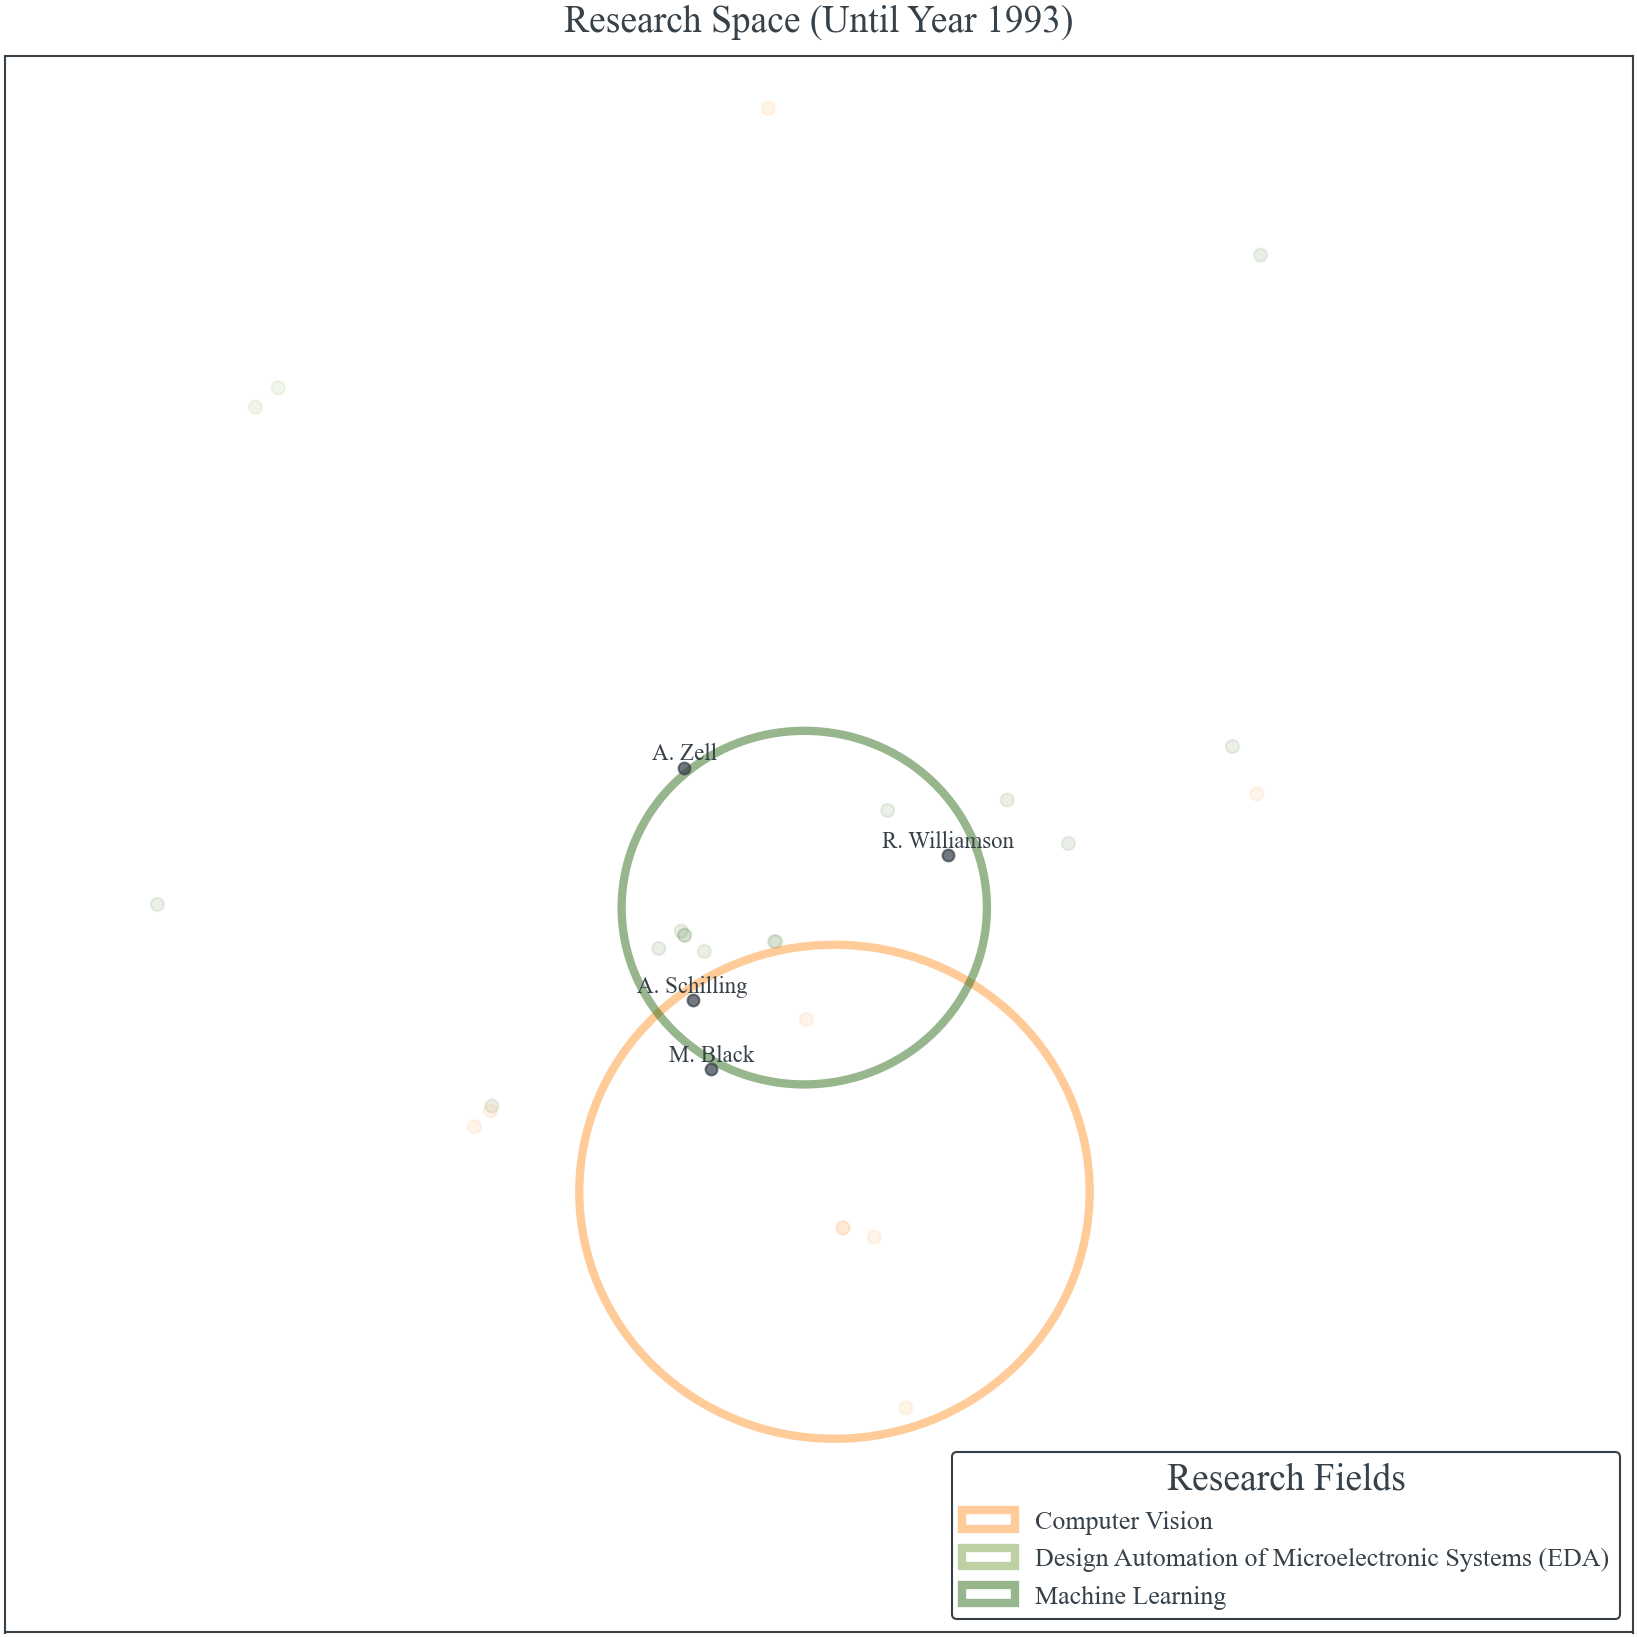 Research Space (Until Year 1993)
A. Zell
R. Williamson
A. Schilling
M. Black
Research Fields
Computer Vision
Design Automation of Microelectronic Systems (EDA)
Machine Learning